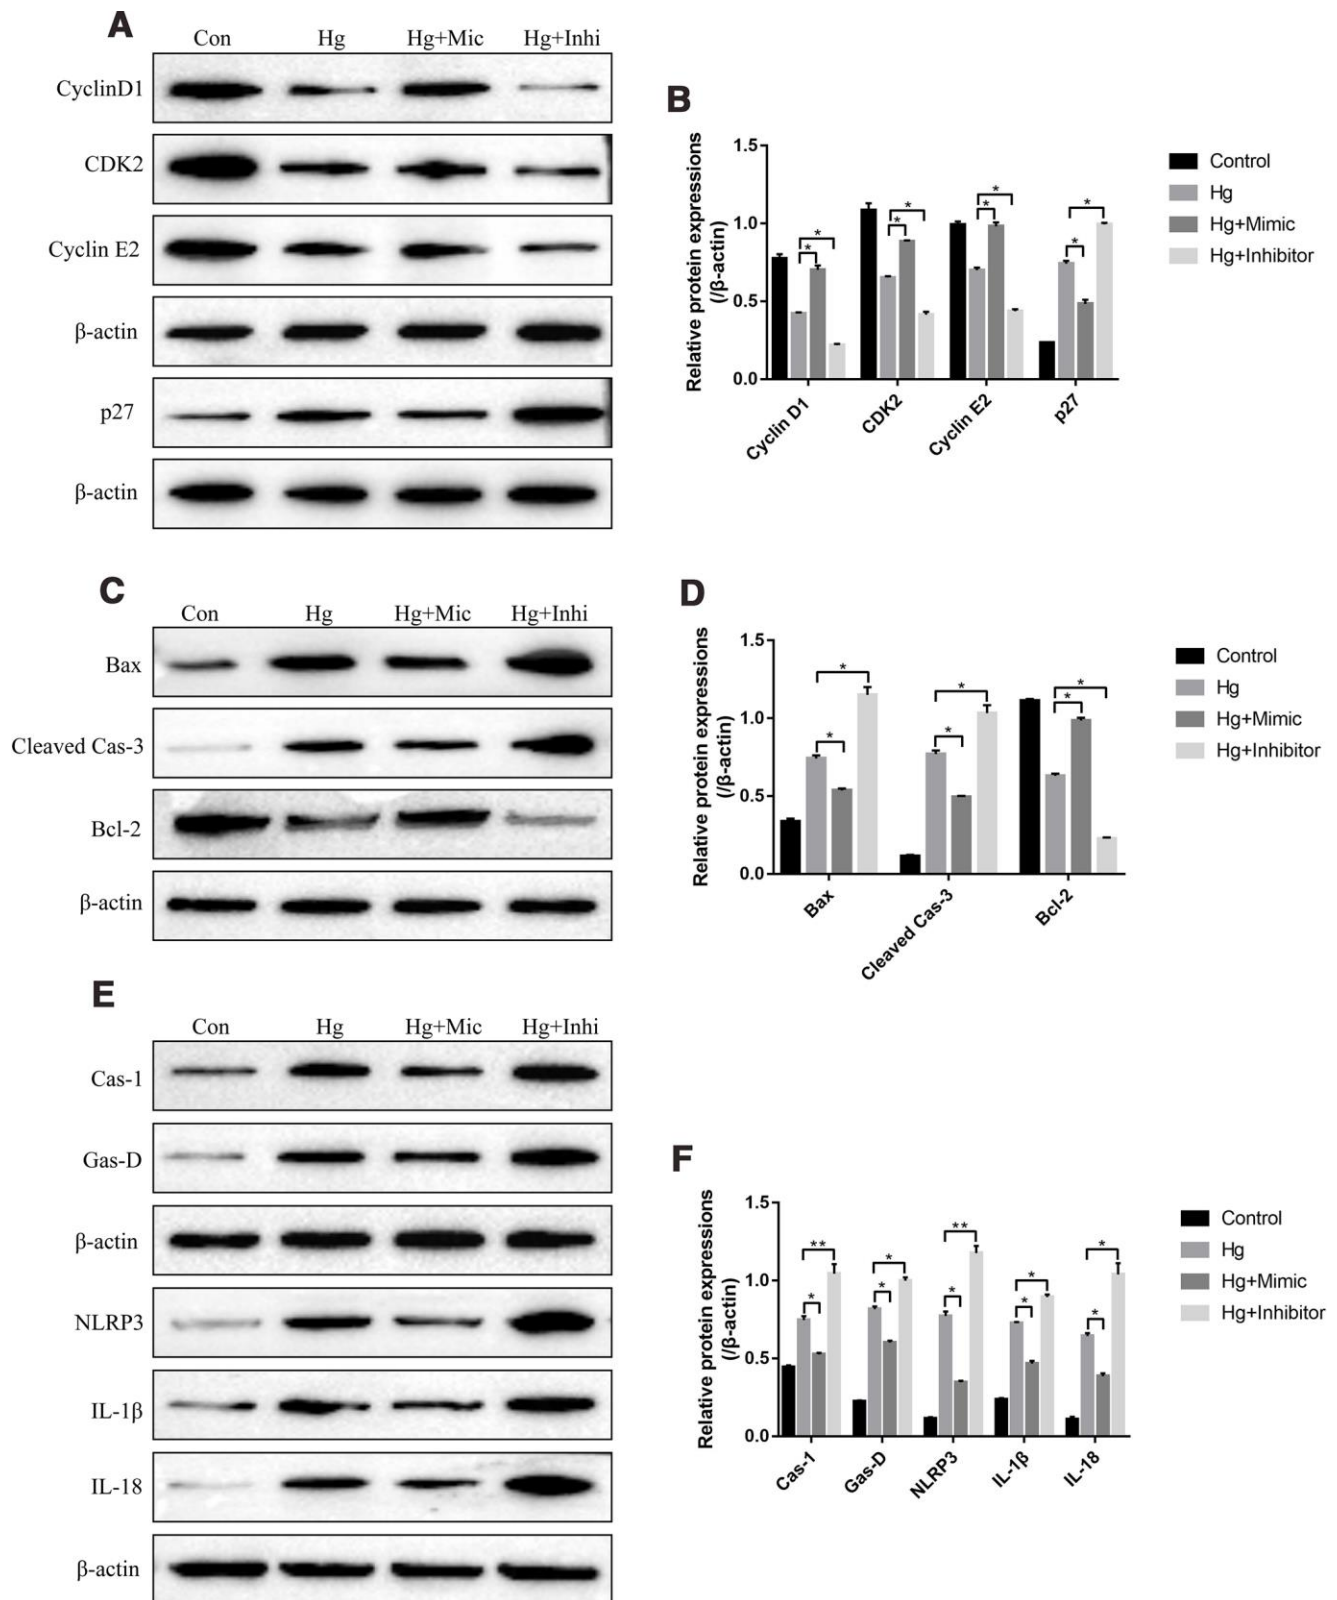 A
Con Hg Hg+Mic Hg+Inhi
CyclinD1
CDK2
Cyclin E2
β-actin
p27
β-actin
B
Relative protein expressions
(/β-actin)
1.5
1.0
0.5
0.0
Cyclin D1 CDK2 Cyclin E2 p27
* * * * * * * *
Control
Hg
Hg+Mimic
Hg+Inhibitor
C
Con Hg Hg+Mic Hg+Inhi
Bax
Cleaved Cas-3
Bcl-2
β-actin
D
Relative protein expressions
(/β-actin)
1.5
1.0
0.5
0.0
Bax Cleaved Cas-3 Bcl-2
* * * * * *
Control
Hg
Hg+Mimic
Hg+Inhibitor
E
Con Hg Hg+Mic Hg+Inhi
Cas-1
Gas-D
β-actin
NLRP3
IL-1β
IL-18
β-actin
F
Relative protein expressions
(/β-actin)
1.5
1.0
0.5
0.0
Cas-1 Gas-D NLRP3 IL-1β IL-18
** * * * ** * * * * *
Control
Hg
Hg+Mimic
Hg+Inhibitor